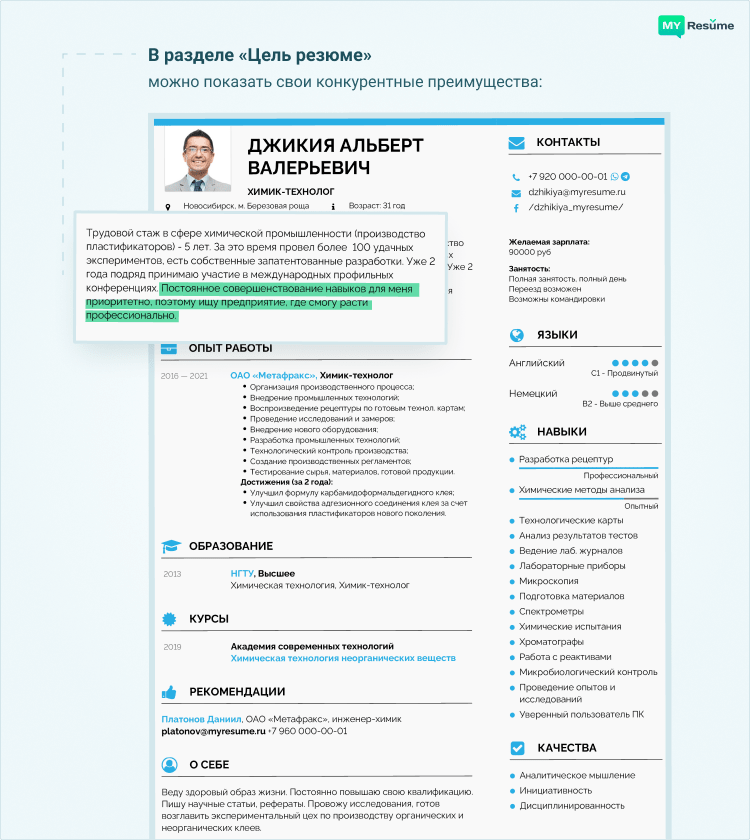 MY Resume
В разделе «Цель резюме»
можно показать свои конкурентные преимущества:
ДЖИКИЯ АЛЬБЕРТ
ВАЛЕРЬЕВИЧ
ХИМИК-ТЕХНОЛОГ
Новосибирск, м. Березовая роща
Возраст: 31 год
Трудовой стаж в сфере химической промышленности (производство
пластификаторов) - 5 лет. За это время провел более 100 удачных
экспериментов, есть собственные запатентованные разработки. Уже 2
года подряд принимаю участие в международных профильных
конференциях. Постоянное совершенствование навыков для меня
приоритетно, поэтому ищу предприятие, где смогу расти
профессионально.
ство
х
Уже 2
я
ОПЫТ РАБОТЫ
2016 — 2021
ОАО «Метафракс», Химик-технолог
• Организация производственного процесса;
• Внедрение промышленных технологий;
• Воспроизведение рецептуры по готовым технол. картам;
• Проведение исследований и замеров;
• Внедрение нового оборудования;
• Разработка промышленных технологий;
• Технологический контроль производства;
• Создание производственных регламентов;
• Тестирование сырья, материалов, готовой продукции.
Достижения (за 2 года):
• Улучшил формулу карбамидоформальдегидного клея;
• Улучшил свойства адгезионного соединения клея за счет
использования пластификаторов нового поколения.
ОБРАЗОВАНИЕ
2013
НГТУ, Высшее
Химическая технология, Химик-технолог
КУРСЫ
2019
Академия современных технологий
Химическая технология неорганических веществ
РЕКОМЕНДАЦИИ
Платонов Даниил, ОАО «Метафракс», инженер-химик
platonov@myresume.ru +7 960 000-00-01
О СЕБЕ
Веду здоровый образ жизни. Постоянно повышаю свою квалификацию.
Пишу научные статьи, рефераты. Провожу исследования, готов
возглавить экспериментальный цех по производству органических и
неорганических клеев.
КОНТАКТЫ
+7 920 000-00-01
dzhikiya@myresume.ru
/dzhikiya_myresume/
Желаемая зарплата:
90000 руб
Занятость:
Полная занятость, полный день
Переезд возможен
Возможны командировки
ЯЗЫКИ
Английский
C1 - Продвинутый
Немецкий
B2 - Выше среднего
НАВЫКИ
• Разработка рецептур
Профессиональный
• Химические методы анализа
Опытный
• Технологические карты
• Анализ результатов тестов
• Ведение лаб. журналов
• Лабораторные приборы
• Микроскопия
• Подготовка материалов
• Спектрометры
• Химические испытания
• Хроматографы
• Работа с реактивами
• Микробиологический контроль
• Проведение опытов и
исследований
• Уверенный пользователь ПК
КАЧЕСТВА
• Аналитическое мышление
• Инициативность
• Дисциплинированность